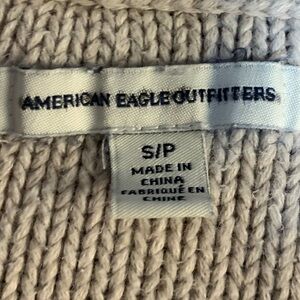 AMERICAN EAGLE OUTFITTERS
S/P
MADE IN
CHINA
FABRIQUÉ EN
CHINE